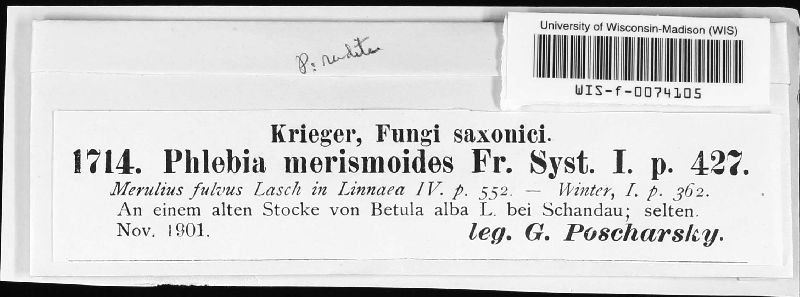 University of Wisconsin-Madison (WIS)
WIS-f-0074105
P.
Krieger, Fungi saxonici.
1714. Phlebia merismoides Fr. Syst. I. p. 427.
Merulius fulvus Lasch in Linnaea IV. p. 552. — Winter, I. p. 362.
An einem alten Stocke von Betula alba L. bei Schandau; selten.
Nov. 1901. leg. G. Poscharsky.